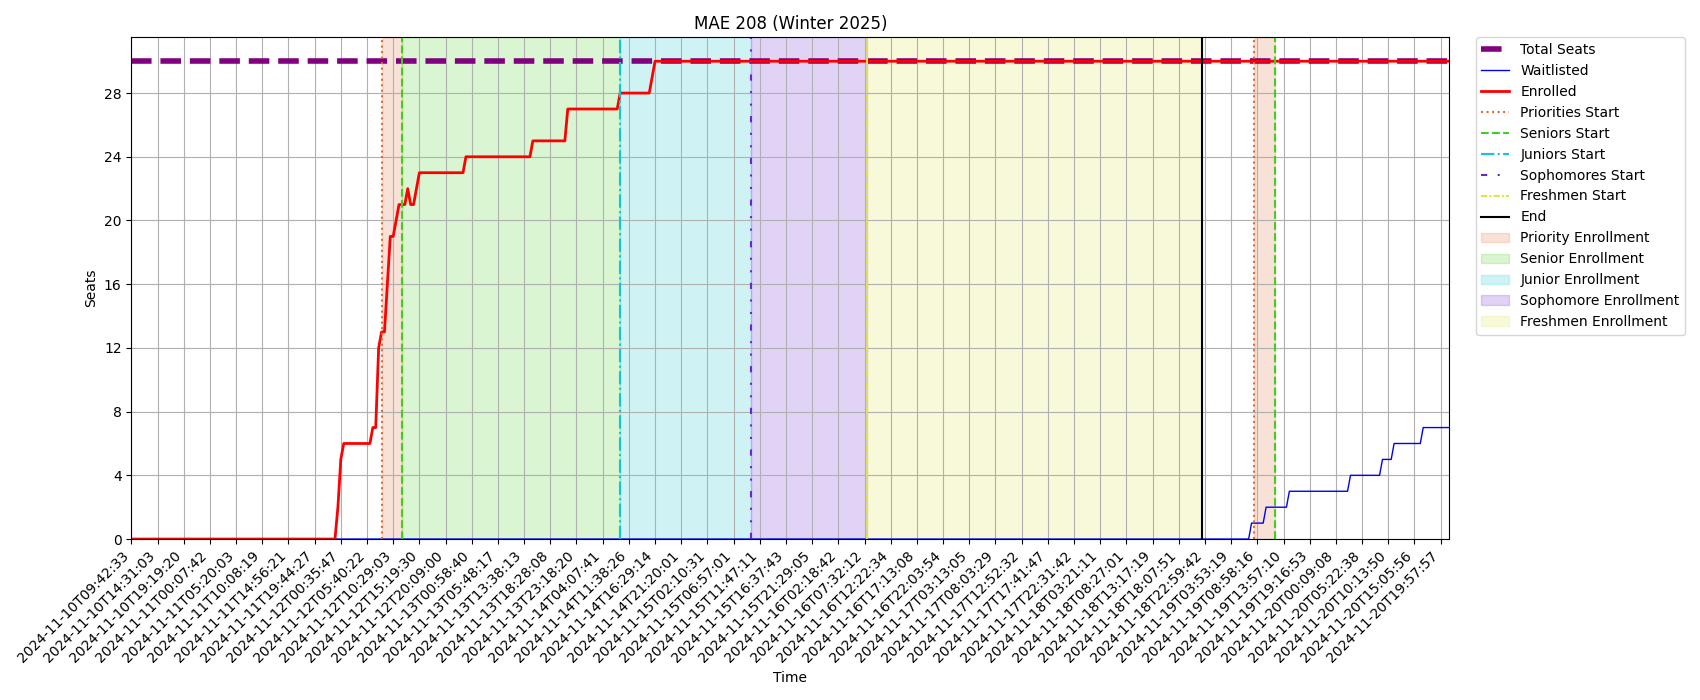 MAE 208 (Winter 2025)
Total Seats
Waitlisted
Enrolled
Priorities Start
Seniors Start
Juniors Start
Sophomores Start
Freshmen Start
End
Priority Enrollment
Senior Enrollment
Junior Enrollment
Sophomore Enrollment
Freshmen Enrollment
Seats
28
24
20
16
12
8
4
0
2024-11-10T09:42:33
2024-11-10T14:31:03
2024-11-10T19:19:20
2024-11-11T00:07:42
2024-11-11T05:20:03
2024-11-11T10:08:19
2024-11-11T14:56:21
2024-11-11T19:44:27
2024-11-12T00:35:47
2024-11-12T05:40:22
2024-11-12T10:29:03
2024-11-12T15:19:30
2024-11-12T20:09:00
2024-11-13T00:58:40
2024-11-13T05:48:17
2024-11-13T13:38:13
2024-11-13T18:28:08
2024-11-13T23:18:20
2024-11-14T04:07:41
2024-11-14T11:38:26
2024-11-14T16:29:14
2024-11-14T21:20:01
2024-11-15T02:10:31
2024-11-15T06:57:01
2024-11-15T11:47:11
2024-11-15T16:37:43
2024-11-15T21:29:05
2024-11-16T02:18:42
2024-11-16T07:32:12
2024-11-16T12:22:34
2024-11-16T17:13:08
2024-11-16T22:03:54
2024-11-17T03:13:05
2024-11-17T08:03:29
2024-11-17T12:52:32
2024-11-17T17:41:47
2024-11-17T22:31:42
2024-11-18T03:21:11
2024-11-18T08:27:01
2024-11-18T13:17:19
2024-11-18T18:07:51
2024-11-18T22:59:42
2024-11-19T03:53:19
2024-11-19T08:58:16
2024-11-19T13:57:10
2024-11-19T19:16:53
2024-11-20T00:09:08
2024-11-20T05:22:38
2024-11-20T10:13:50
2024-11-20T15:05:56
2024-11-20T19:57:57
Time